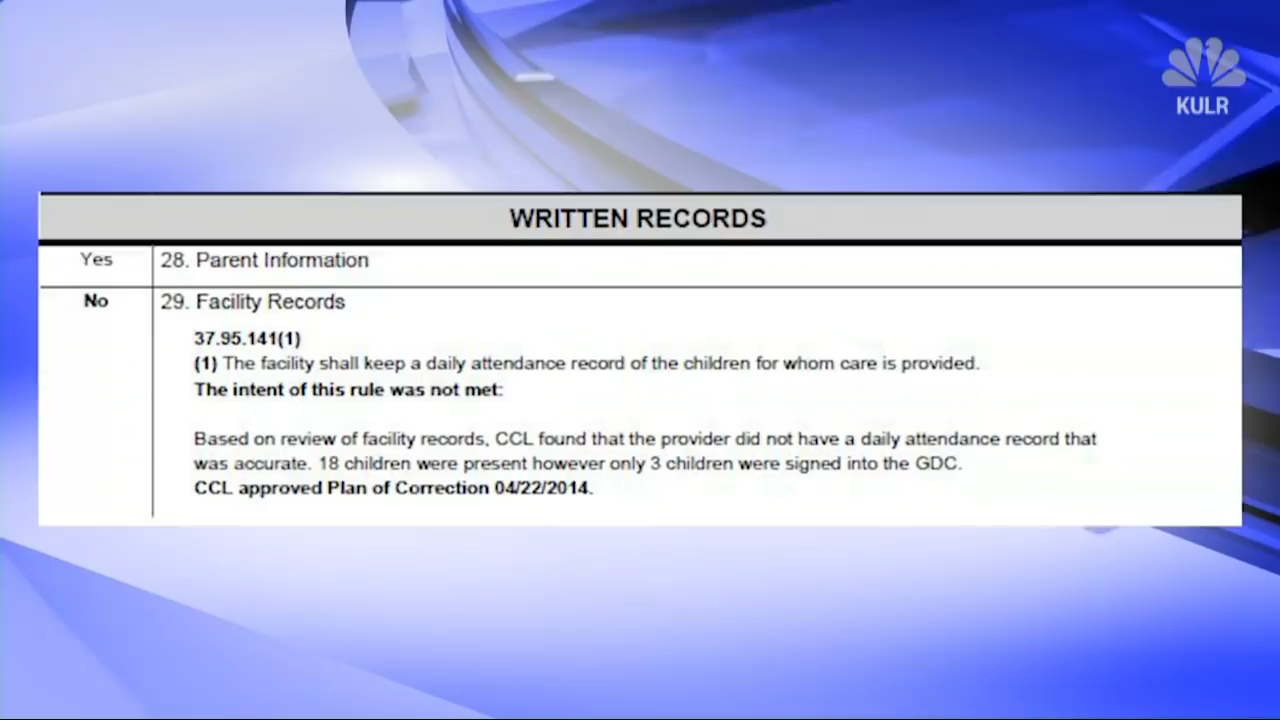 KULR
WRITTEN RECORDS
Yes
28. Parent Information
No
29. Facility Records
37.95.141(1)
(1) The facility shall keep a daily attendance record of the children for whom care is provided.
The intent of this rule was not met:
Based on review of facility records, CCL found that the provider did not have a daily attendance record that
was accurate. 18 children were present however only 3 children were signed into the GDC.
CCL approved Plan of Correction 04/22/2014.